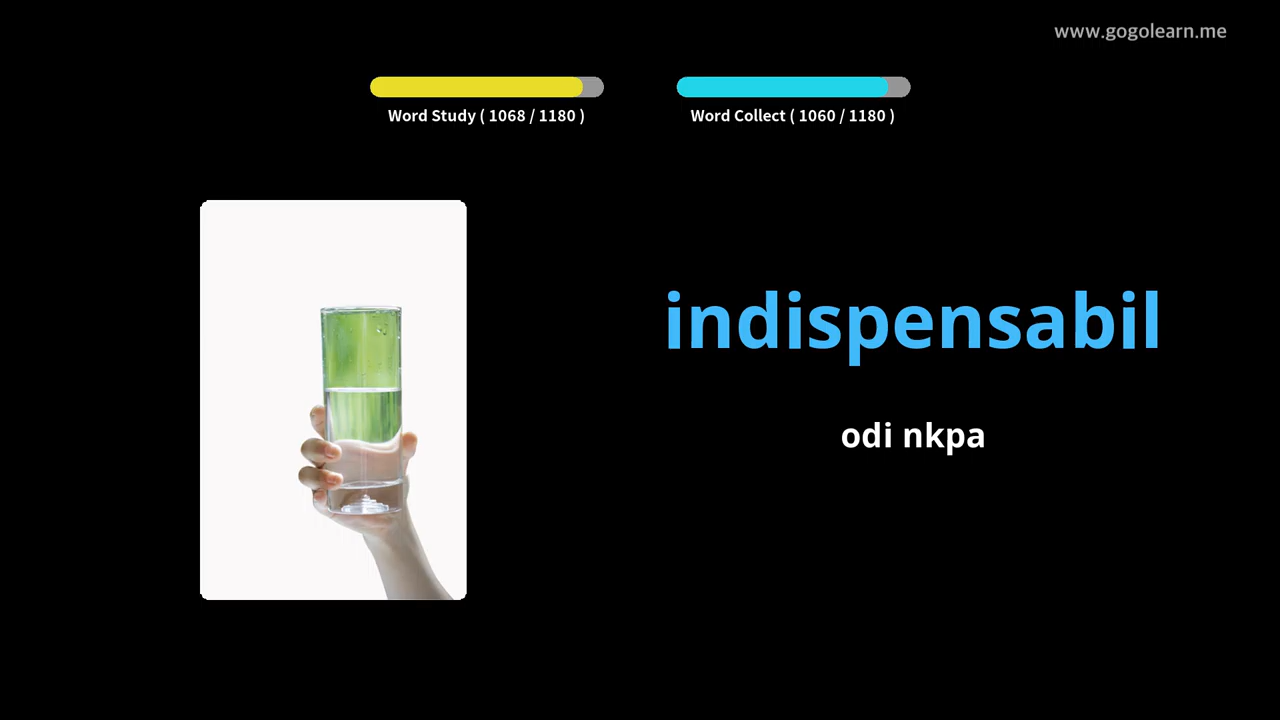 www.gogolearn.me
Word Study ( 1068 / 1180 )
Word Collect ( 1060 / 1180 )
indispensabil
odi nkpa